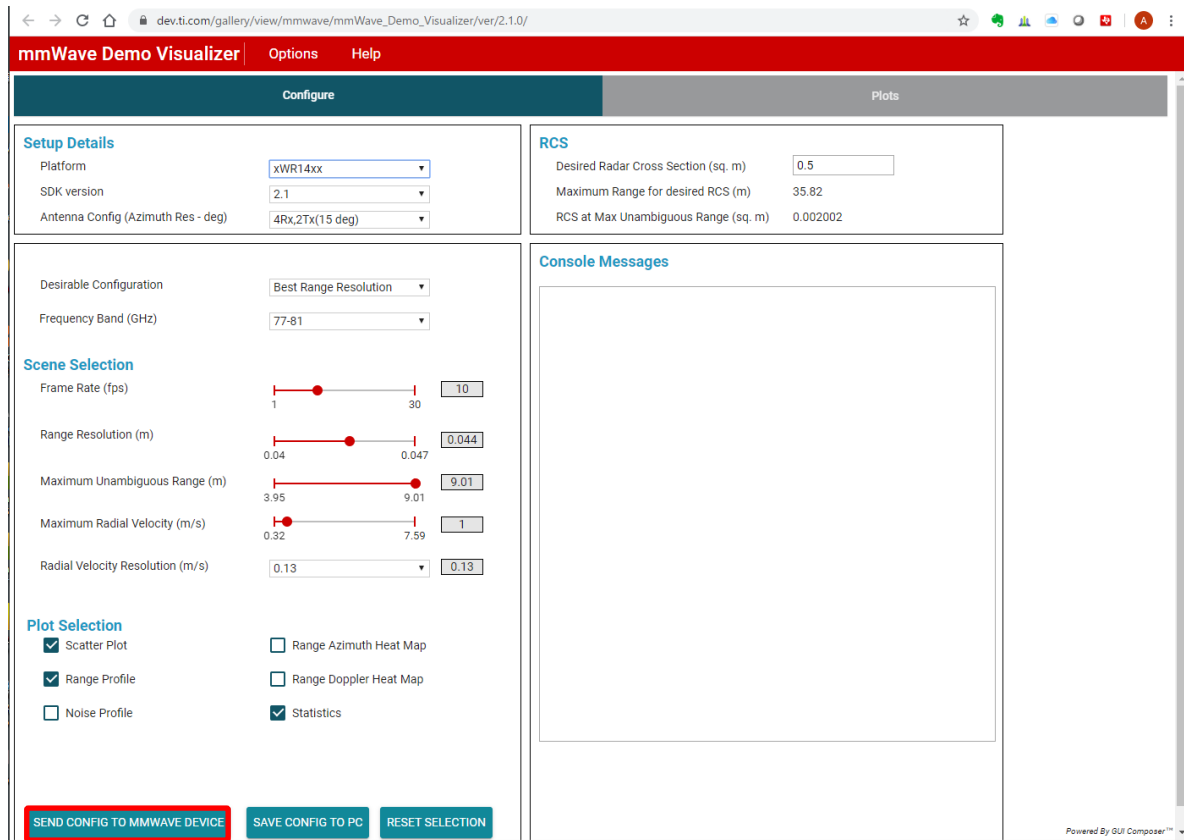 dev.ti.com/gallery/view/mmwave/mmWave_Demo_Visualizer/ver/2.1.0/
A
mmWave Demo Visualizer Options Help
Configure Plots
Setup Details
Platform xWR14xx
SDK version 2.1
Antenna Config (Azimuth Res - deg) 4Rx,2Tx(15 deg)
RCS
Desired Radar Cross Section (sq. m) 0.5
Maximum Range for desired RCS (m) 35.82
RCS at Max Unambiguous Range (sq. m) 0.002002
Desirable Configuration Best Range Resolution
Frequency Band (GHz) 77-81
Scene Selection
Frame Rate (fps) 10
1 30
Range Resolution (m) 0.044
0.04 0.047
Maximum Unambiguous Range (m) 9.01
3.95 9.01
Maximum Radial Velocity (m/s) 1
0.32 7.59
Radial Velocity Resolution (m/s) 0.13 0.13
Plot Selection
Scatter Plot Range Azimuth Heat Map
Range Profile Range Doppler Heat Map
Noise Profile Statistics
SEND CONFIG TO MMWAVE DEVICE SAVE CONFIG TO PC RESET SELECTION
Console Messages
Powered By GUI Composer™